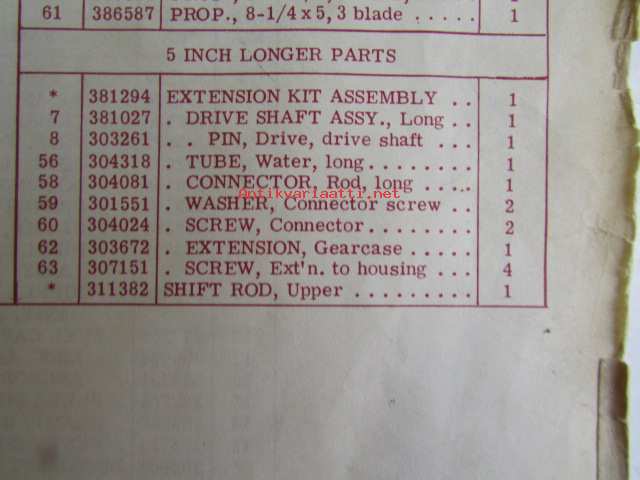 61 386587 PROP., 8-1/4 x 5, 3 blade . . . . . 1
5 INCH LONGER PARTS
* 381294 EXTENSION KIT ASSEMBLY . . 1
7 381027 . DRIVE SHAFT ASSY., Long . . 1
8 303261 . . PIN, Drive, drive shaft . . . 1
56 304318 . TUBE, Water, long . . . . . . . 1
58 304081 . CONNECTOR, Rod, long . . . . 1
antikvariaatti.net
59 301551 . WASHER, Connector screw . . 2
60 304024 . SCREW, Connector . . . . . . . 2
62 303672 . EXTENSION, Gearcase . . . . . 1
63 307151 . SCREW, Ext'n. to housing . . . 4
* 311382 SHIFT ROD, Upper . . . . . . . . . 1